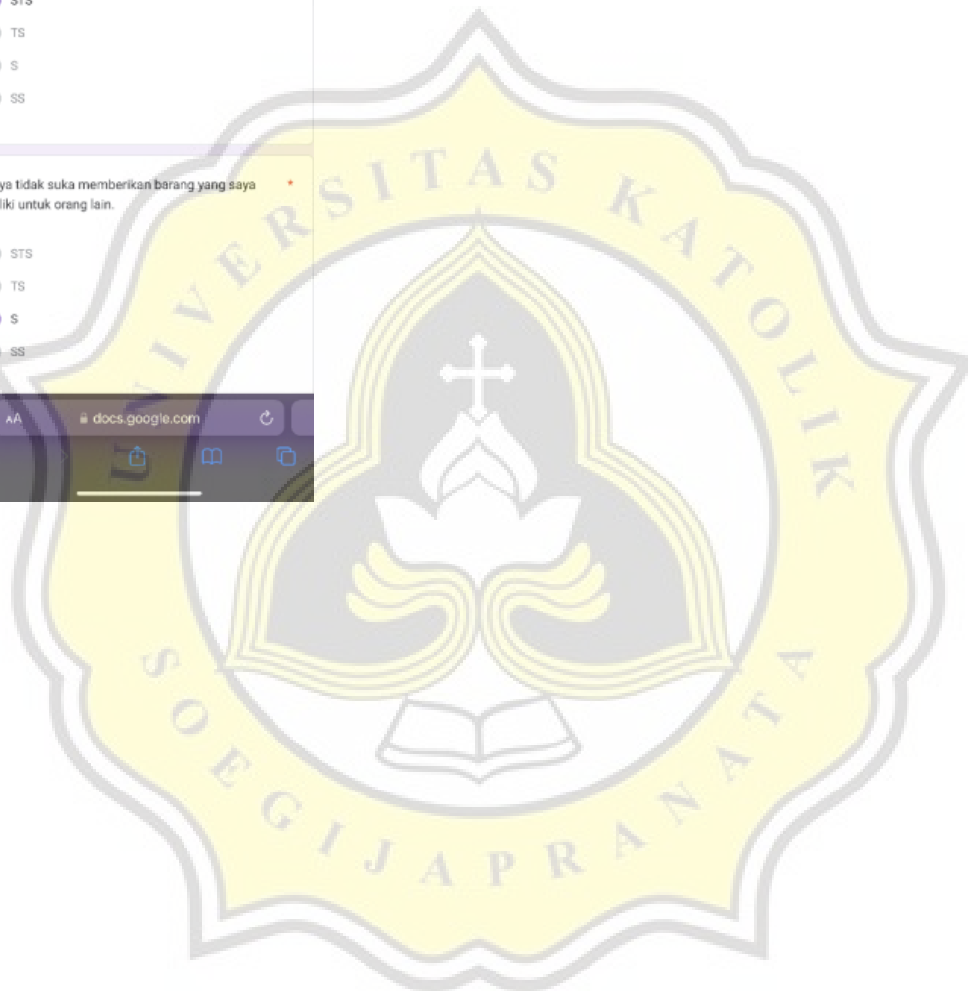 STS
TS
S
SS
ya tidak suka memberikan barang yang saya *
liki untuk orang lain.
STS
TS
S
SS
AA docs.google.com
UNIVERSITAS KATOLIK
SOEGIJAPRANATA